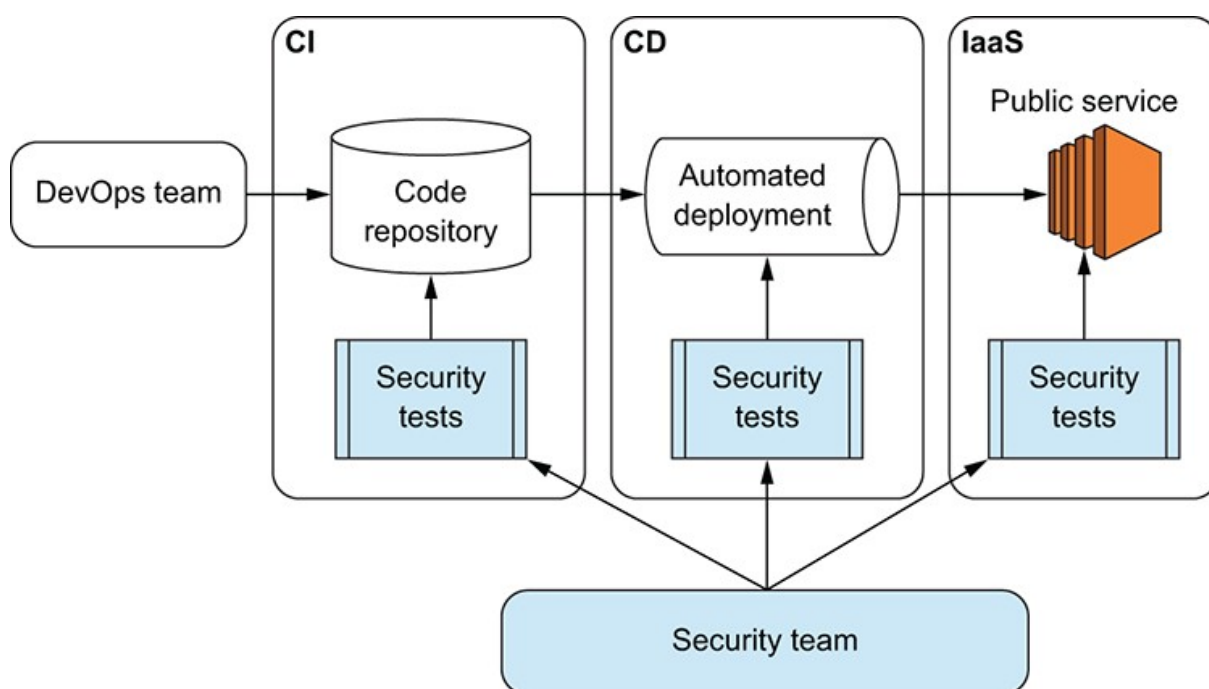 CI
CD
IaaS
Public service
DevOps team
Code
repository
Automated
deployment
Security
tests
Security
tests
Security
tests
Security team